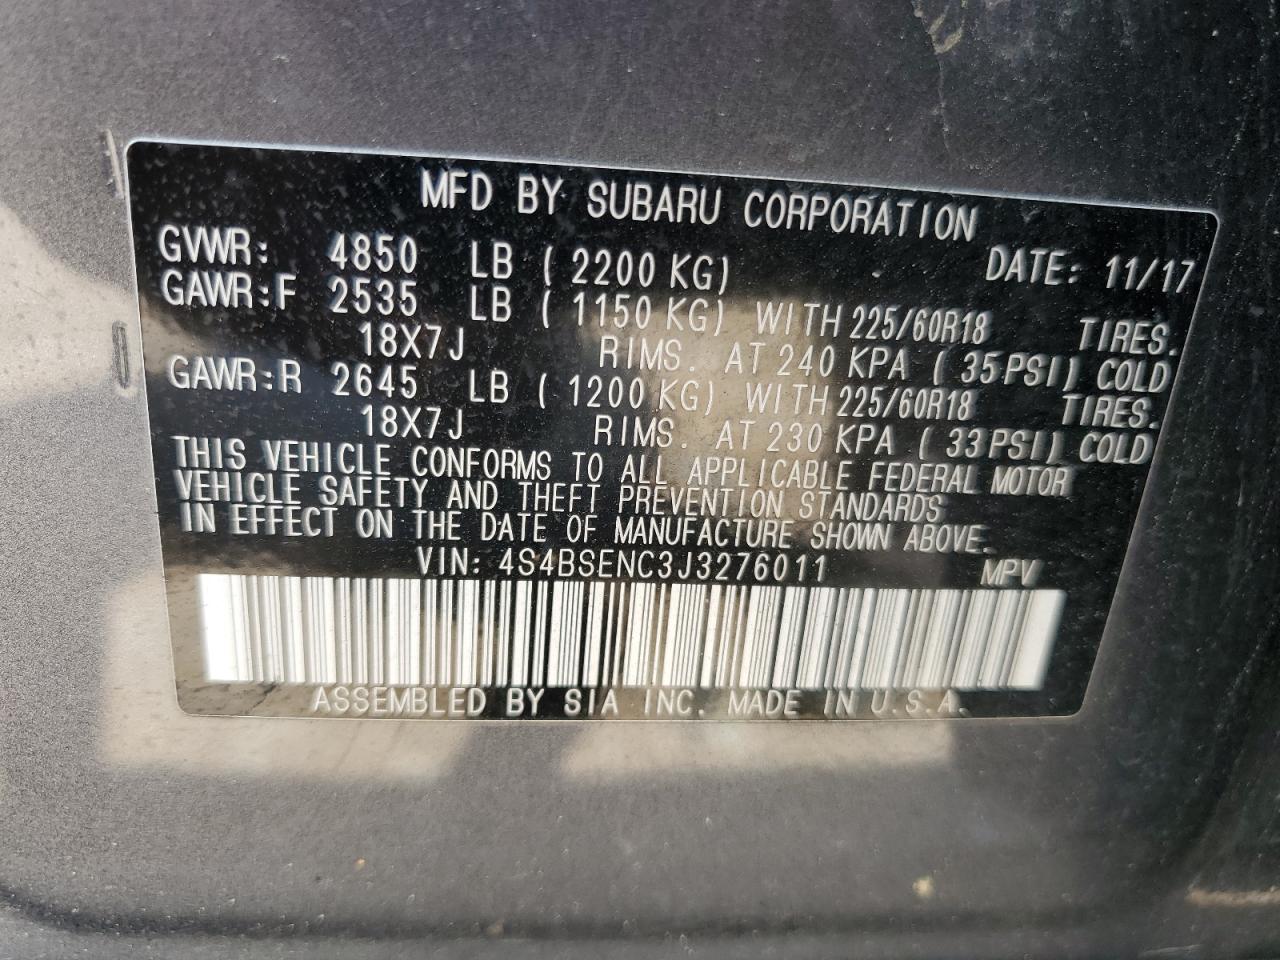 MFD BY SUBARU CORPORATION
GVWR: 4850 LB ( 2200 KG) DATE: 11/17
GAWR:F 2535 LB ( 1150 KG) WITH 225/60R18 TIRES.
18X7J RIMS. AT 240 KPA ( 35PSI) COLD
GAWR:R 2645 LB ( 1200 KG) WITH 225/60R18 TIRES.
18X7J RIMS. AT 230 KPA ( 33PSI) COLD
THIS VEHICLE CONFORMS TO ALL APPLICABLE FEDERAL MOTOR
VEHICLE SAFETY AND THEFT PREVENTION STANDARDS
IN EFFECT ON THE DATE OF MANUFACTURE SHOWN ABOVE.
VIN: 4S4BSENC3J3276011 MPV
ASSEMBLED BY SIA INC. MADE IN U.S.A.